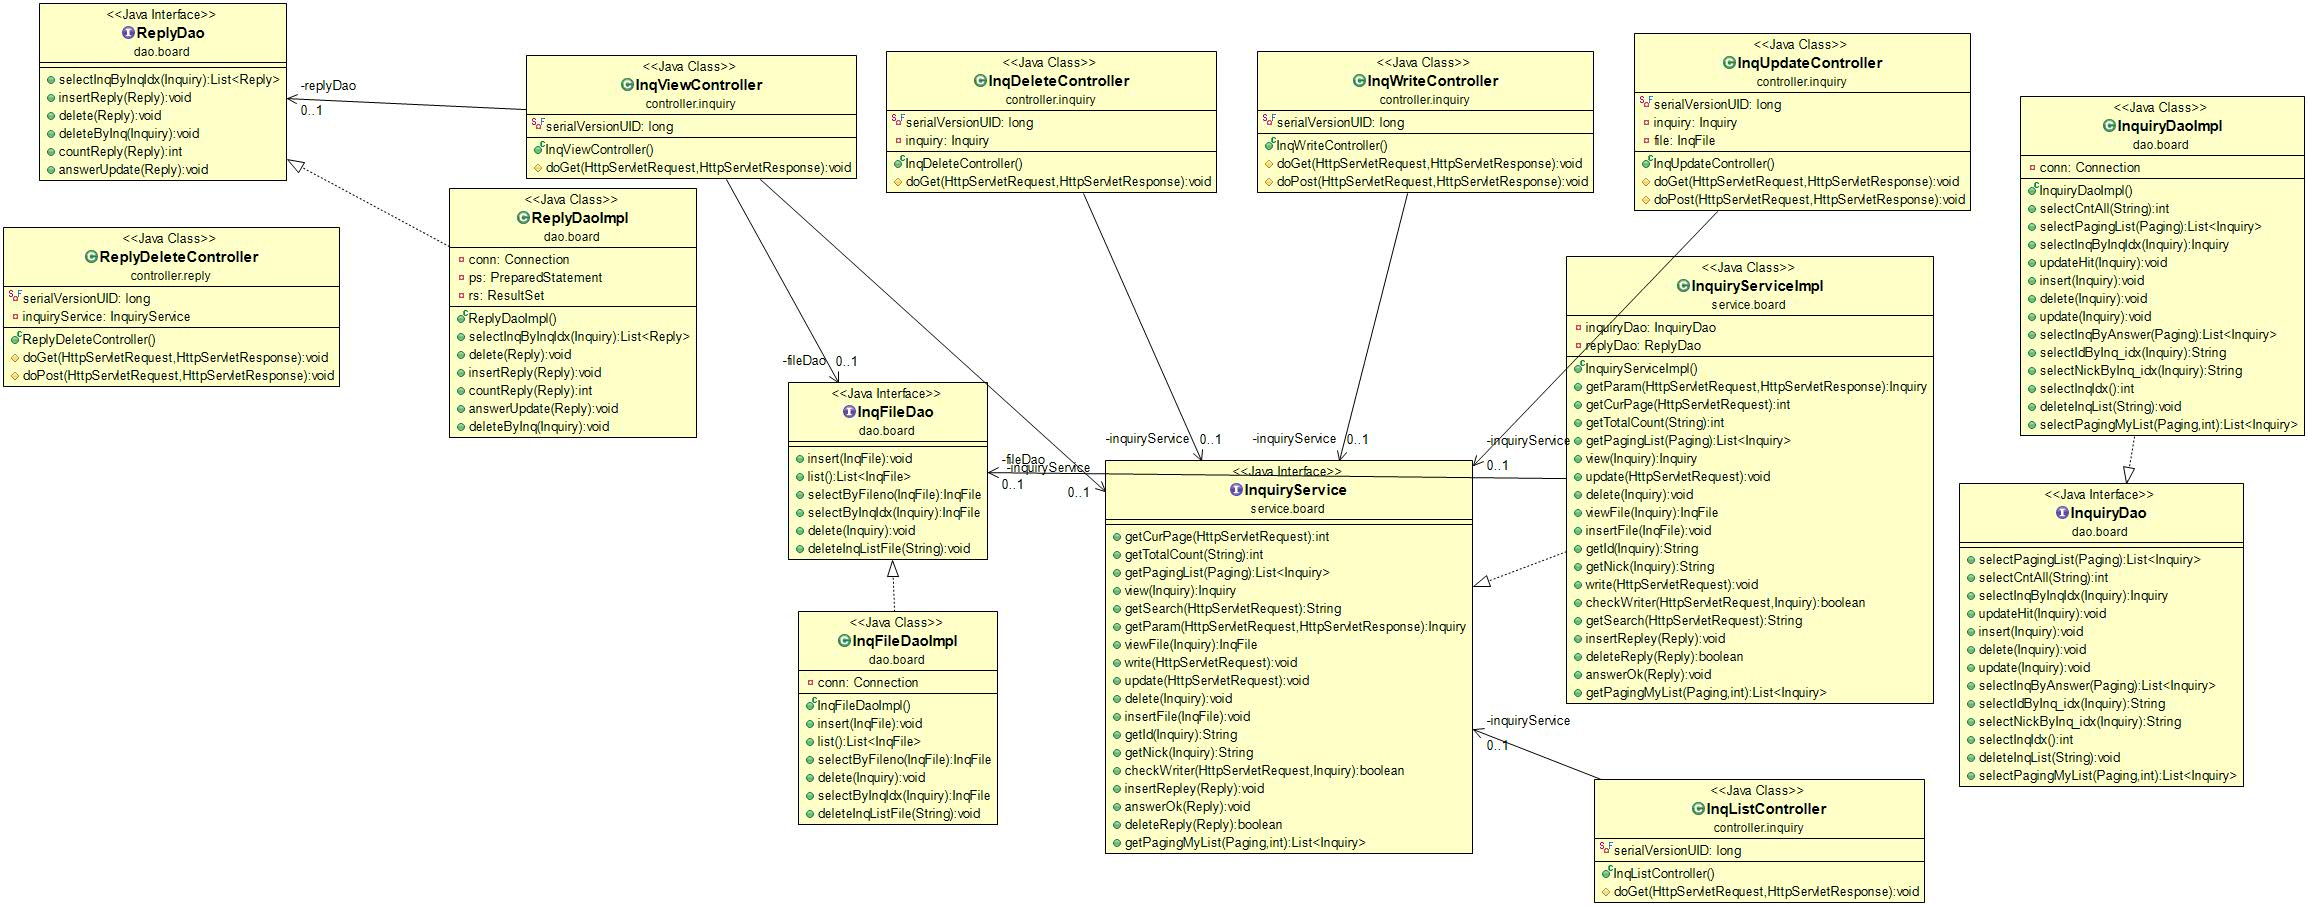 <<Java Interface>>
ReplyDao
dao.board
selectInqByInqIdx(Inquiry):List<Reply>
insertReply(Reply):void
delete(Reply):void
deleteByInq(Inquiry):void
countReply(Reply):int
answerUpdate(Reply):void
-replyDao
0..1
<<Java Class>>
InqViewController
controller.inquiry
serialVersionUID: long
InqViewController()
doGet(HttpServletRequest,HttpServletResponse):void
<<Java Class>>
InqDeleteController
controller.inquiry
serialVersionUID: long
inquiry: Inquiry
InqDeleteController()
doGet(HttpServletRequest,HttpServletResponse):void
<<Java Class>>
InqWriteController
controller.inquiry
serialVersionUID: long
InqWriteController()
doGet(HttpServletRequest,HttpServletResponse):void
doPost(HttpServletRequest,HttpServletResponse):void
<<Java Class>>
InqUpdateController
controller.inquiry
serialVersionUID: long
inquiry: Inquiry
file: InqFile
InqUpdateController()
doGet(HttpServletRequest,HttpServletResponse):void
doPost(HttpServletRequest,HttpServletResponse):void
<<Java Class>>
InquiryDaoImpl
dao.board
conn: Connection
InquiryDaoImpl()
selectCntAll(String):int
selectPagingList(Paging):List<Inquiry>
selectInqByInqIdx(Inquiry):Inquiry
updateHit(Inquiry):void
insert(Inquiry):void
delete(Inquiry):void
update(Inquiry):void
selectInqByAnswer(Paging):List<Inquiry>
selectIdByInq_idx(Inquiry):String
selectNickByInq_idx(Inquiry):String
selectInqIdx():int
deleteInqList(String):void
selectPagingMyList(Paging,int):List<Inquiry>
<<Java Class>>
ReplyDeleteController
controller.reply
serialVersionUID: long
inquiryService: InquiryService
ReplyDeleteController()
doGet(HttpServletRequest,HttpServletResponse):void
doPost(HttpServletRequest,HttpServletResponse):void
<<Java Class>>
ReplyDaoImpl
dao.board
conn: Connection
ps: PreparedStatement
rs: ResultSet
ReplyDaoImpl()
selectInqByInqIdx(Inquiry):List<Reply>
delete(Reply):void
insertReply(Reply):void
countReply(Reply):int
answerUpdate(Reply):void
deleteByInq(Inquiry):void
<<Java Class>>
InquiryServiceImpl
service.board
inquiryDao: InquiryDao
replyDao: ReplyDao
InquiryServiceImpl()
getParam(HttpServletRequest,HttpServletResponse):Inquiry
getCurPage(HttpServletRequest):int
getTotalCount(String):int
getPagingList(Paging):List<Inquiry>
view(Inquiry):Inquiry
update(HttpServletRequest):void
delete(Inquiry):void
viewFile(Inquiry):InqFile
insertFile(InqFile):void
getId(Inquiry):String
getNick(Inquiry):String
write(HttpServletRequest):void
checkWriter(HttpServletRequest,Inquiry):boolean
getSearch(HttpServletRequest):String
insertRepley(Reply):void
deleteReply(Reply):boolean
answerOk(Reply):void
getPagingMyList(Paging,int):List<Inquiry>
-fileDao 0..1
<<Java Interface>>
InqFileDao
dao.board
insert(InqFile):void
list():List<InqFile>
selectByFileno(InqFile):InqFile
selectByInqIdx(Inquiry):InqFile
delete(Inquiry):void
deleteInqListFile(String):void
-inquiryService 0..1
-inquiryService 0..1
-inquiryService
0..1
-fileDao
0..1
-inquiryService
0..1
<<Java Interface>>
InquiryService
service.board
getCurPage(HttpServletRequest):int
getTotalCount(String):int
getPagingList(Paging):List<Inquiry>
view(Inquiry):Inquiry
getSearch(HttpServletRequest):String
getParam(HttpServletRequest,HttpServletResponse):Inquiry
viewFile(Inquiry):InqFile
write(HttpServletRequest):void
update(HttpServletRequest):void
delete(Inquiry):void
insertFile(InqFile):void
getId(Inquiry):String
getNick(Inquiry):String
checkWriter(HttpServletRequest,Inquiry):boolean
insertRepley(Reply):void
answerOk(Reply):void
deleteReply(Reply):boolean
getPagingMyList(Paging,int):List<Inquiry>
<<Java Interface>>
InquiryDao
dao.board
selectPagingList(Paging):List<Inquiry>
selectCntAll(String):int
selectInqByInqIdx(Inquiry):Inquiry
updateHit(Inquiry):void
insert(Inquiry):void
delete(Inquiry):void
update(Inquiry):void
selectInqByAnswer(Paging):List<Inquiry>
selectIdByInq_idx(Inquiry):String
selectNickByInq_idx(Inquiry):String
selectInqIdx():int
deleteInqList(String):void
selectPagingMyList(Paging,int):List<Inquiry>
<<Java Class>>
InqFileDaoImpl
dao.board
conn: Connection
InqFileDaoImpl()
insert(InqFile):void
list():List<InqFile>
selectByFileno(InqFile):InqFile
delete(Inquiry):void
selectByInqIdx(Inquiry):InqFile
deleteInqListFile(String):void
-inquiryService
0..1
<<Java Class>>
InqListController
controller.inquiry
serialVersionUID: long
InqListController()
doGet(HttpServletRequest,HttpServletResponse):void